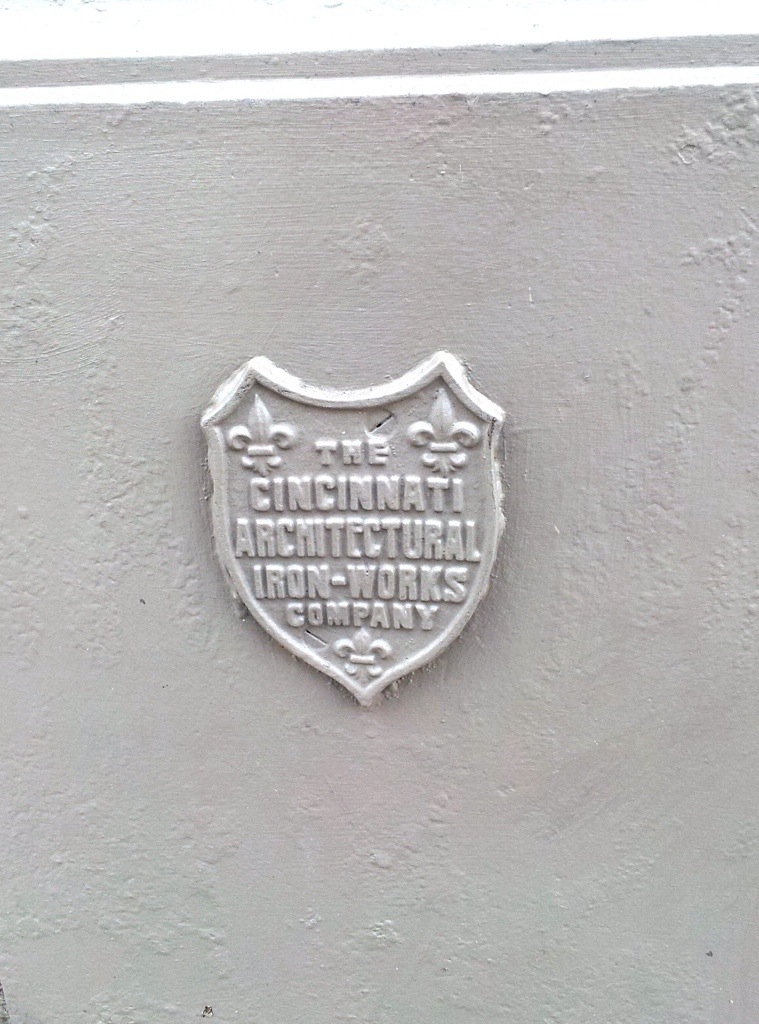 THE
CINCINNATI
ARCHITECTURAL
IRON-WORKS
COMPANY